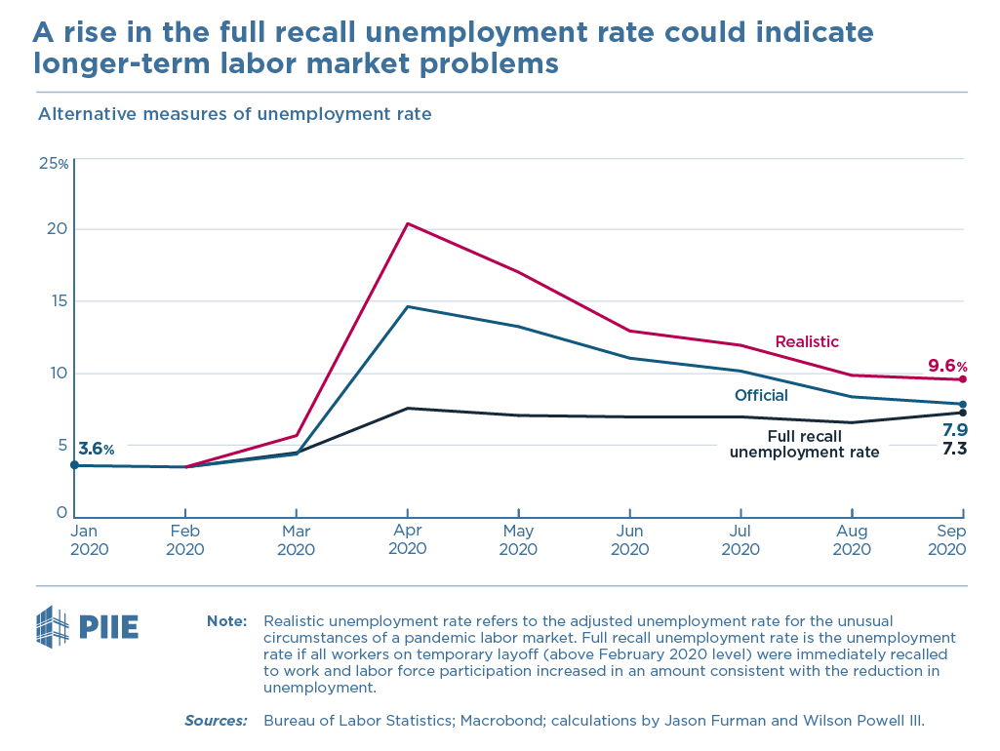 A rise in the full recall unemployment rate could indicate
longer-term labor market problems
Alternative measures of unemployment rate
25%
20
15
10
5
0
3.6%
Realistic
9.6%
Official
Full recall
unemployment rate
7.9
7.3
Jan
2020
Feb
2020
Mar
2020
Apr
2020
May
2020
Jun
2020
Jul
2020
Aug
2020
Sep
2020
PIIE
Note: Realistic unemployment rate refers to the adjusted unemployment rate for the unusual
circumstances of a pandemic labor market. Full recall unemployment rate is the unemployment
rate if all workers on temporary layoff (above February 2020 level) were immediately recalled
to work and labor force participation increased in an amount consistent with the reduction in
unemployment.
Sources: Bureau of Labor Statistics; Macrobond; calculations by Jason Furman and Wilson Powell III.